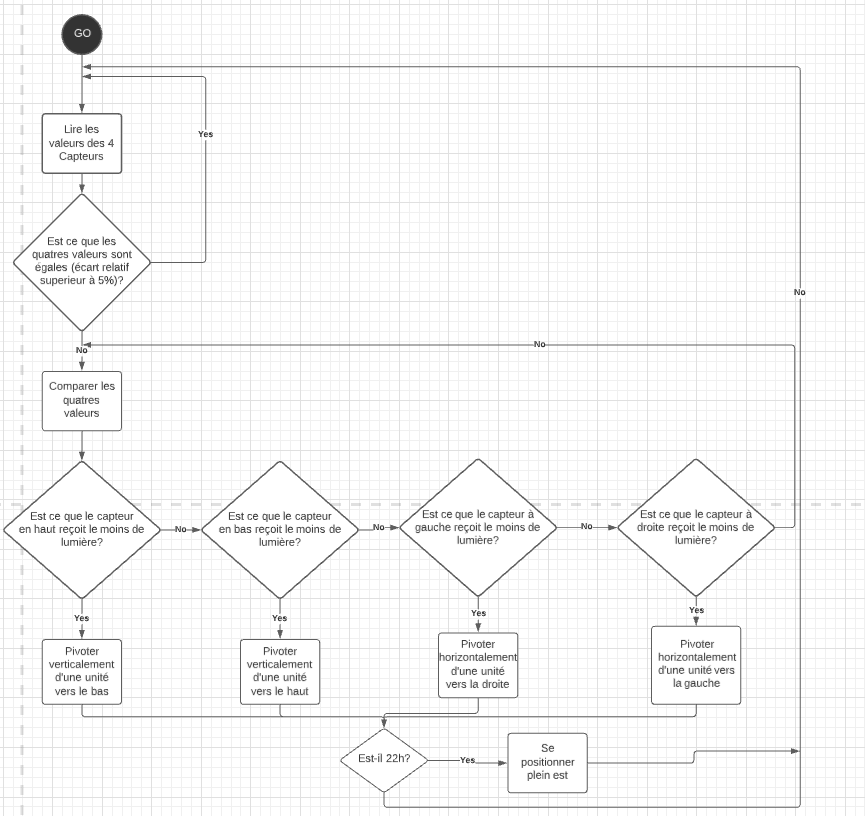 GO
Lire les
valeurs des 4
Capteurs
Yes
Est ce que les
quatres valeurs sont
égales (écart relatif
superieur à 5%)?
No
No
No
Comparer les
quatres
valeurs
Est ce que le capteur
en haut reçoit le moins de
lumière?
No
Est ce que le capteur
en bas reçoit le moins de
lumière?
No
Est ce que le capteur à
gauche reçoit le moins de
lumière?
No
Est ce que le capteur à
droite reçoit le moins de
lumière?
Yes
Yes
Yes
Yes
Pivoter
verticalement
d'une unité
vers le bas
Pivoter
verticalement
d'une unité
vers le haut
Pivoter
horizontalement
d'une unité
vers la droite
Pivoter
horizontalement
d'une unité vers
la gauche
Est-il 22h?
Yes
Se
positionner
plein est